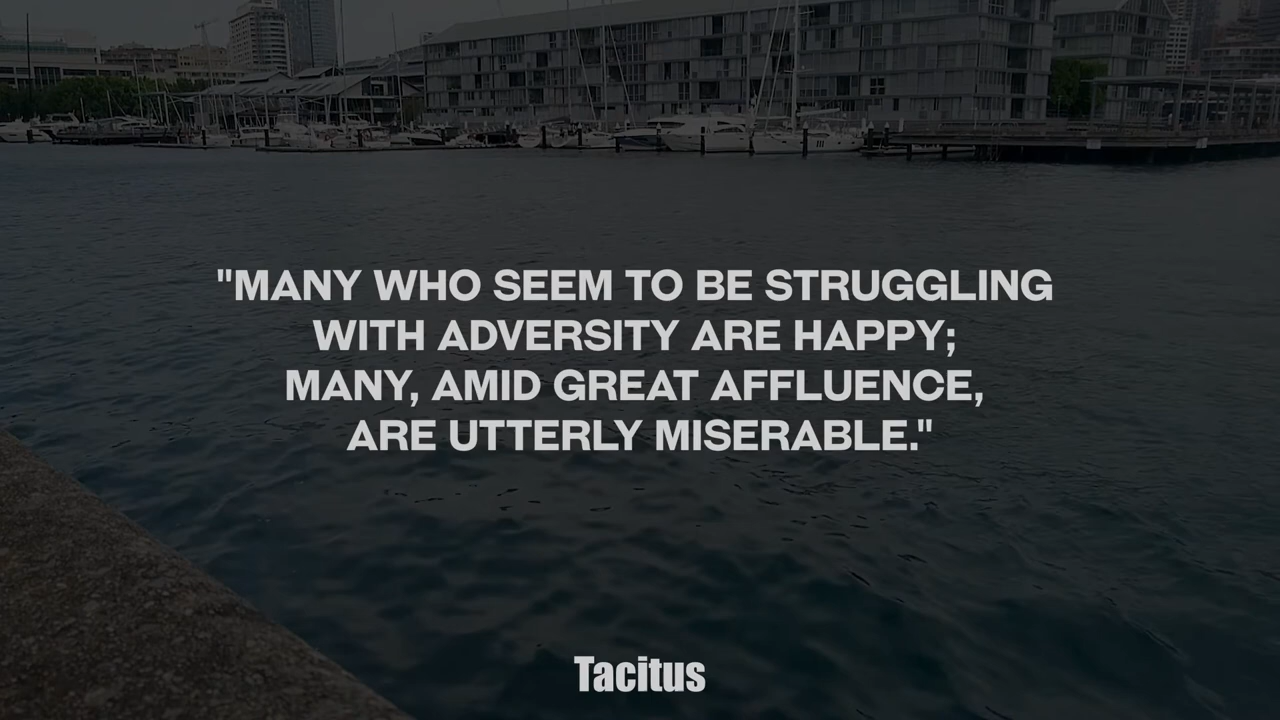 "MANY WHO SEEM TO BE STRUGGLING
WITH ADVERSITY ARE HAPPY;
MANY, AMID GREAT AFFLUENCE,
ARE UTTERLY MISERABLE."
Tacitus